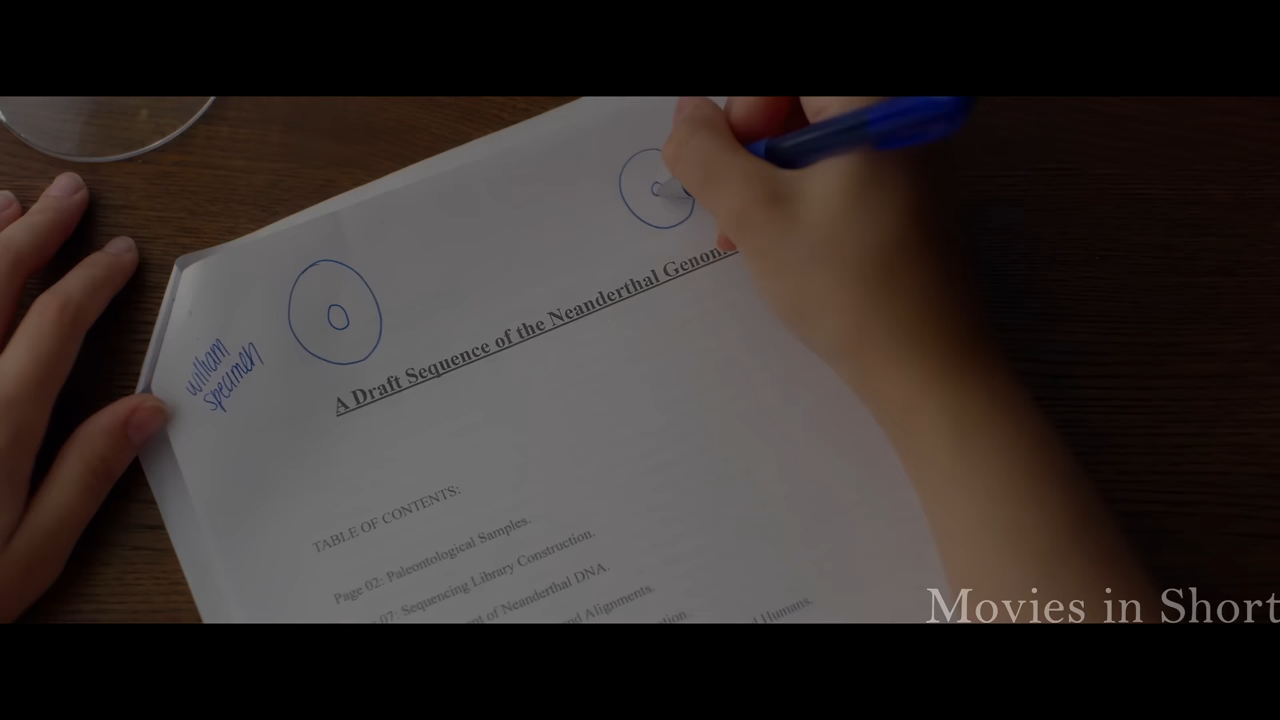 william
specimen
A Draft Sequence of the Neanderthal
TABLE OF CONTENTS:
Page 02: Paleontological Samples.
07: Sequencing Library Construction.
of Neanderthal DNA.
and Alignments.
Humans.
Movies in Short